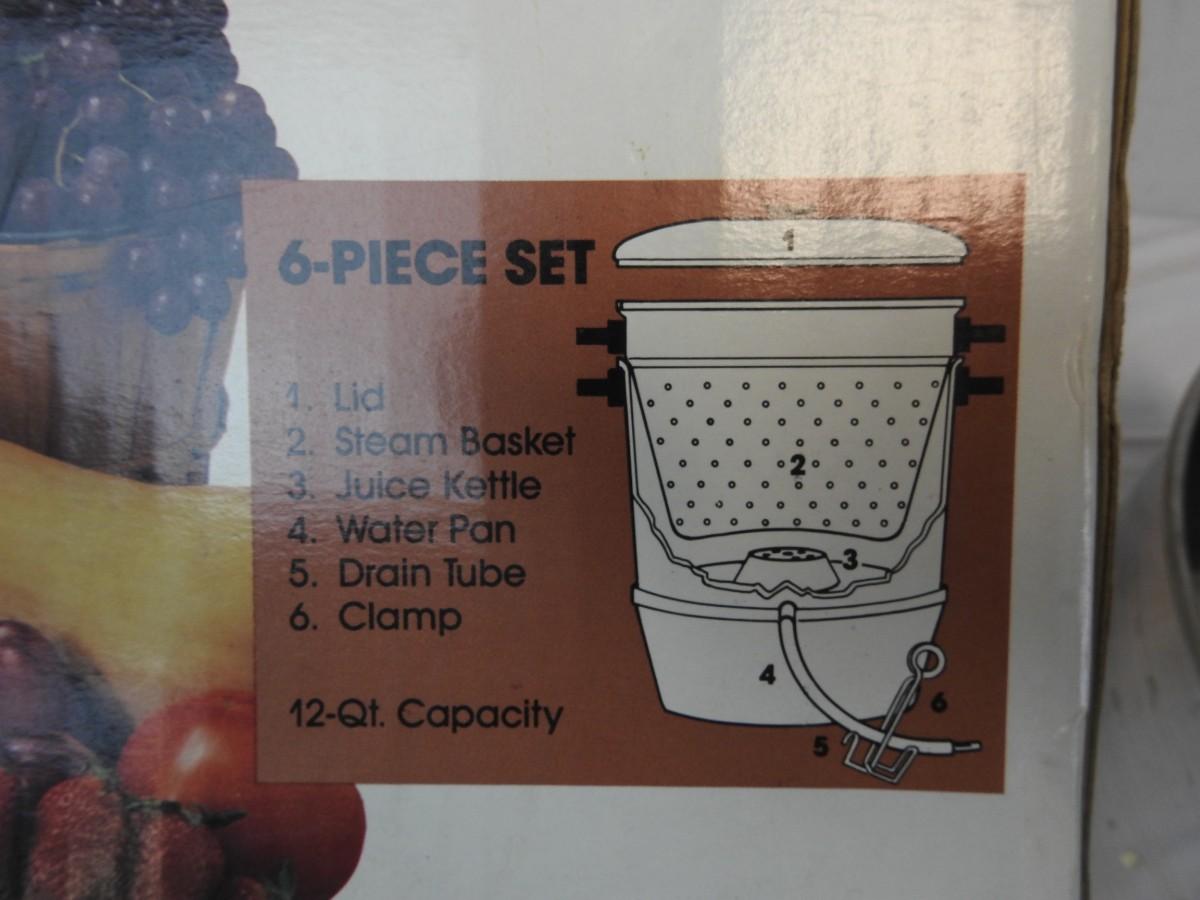 6-PIECE SET
1. Lid
2. Steam Basket
3. Juice Kettle
4. Water Pan
5. Drain Tube
6. Clamp
12-Qt. Capacity
1
2
3
4
5
6